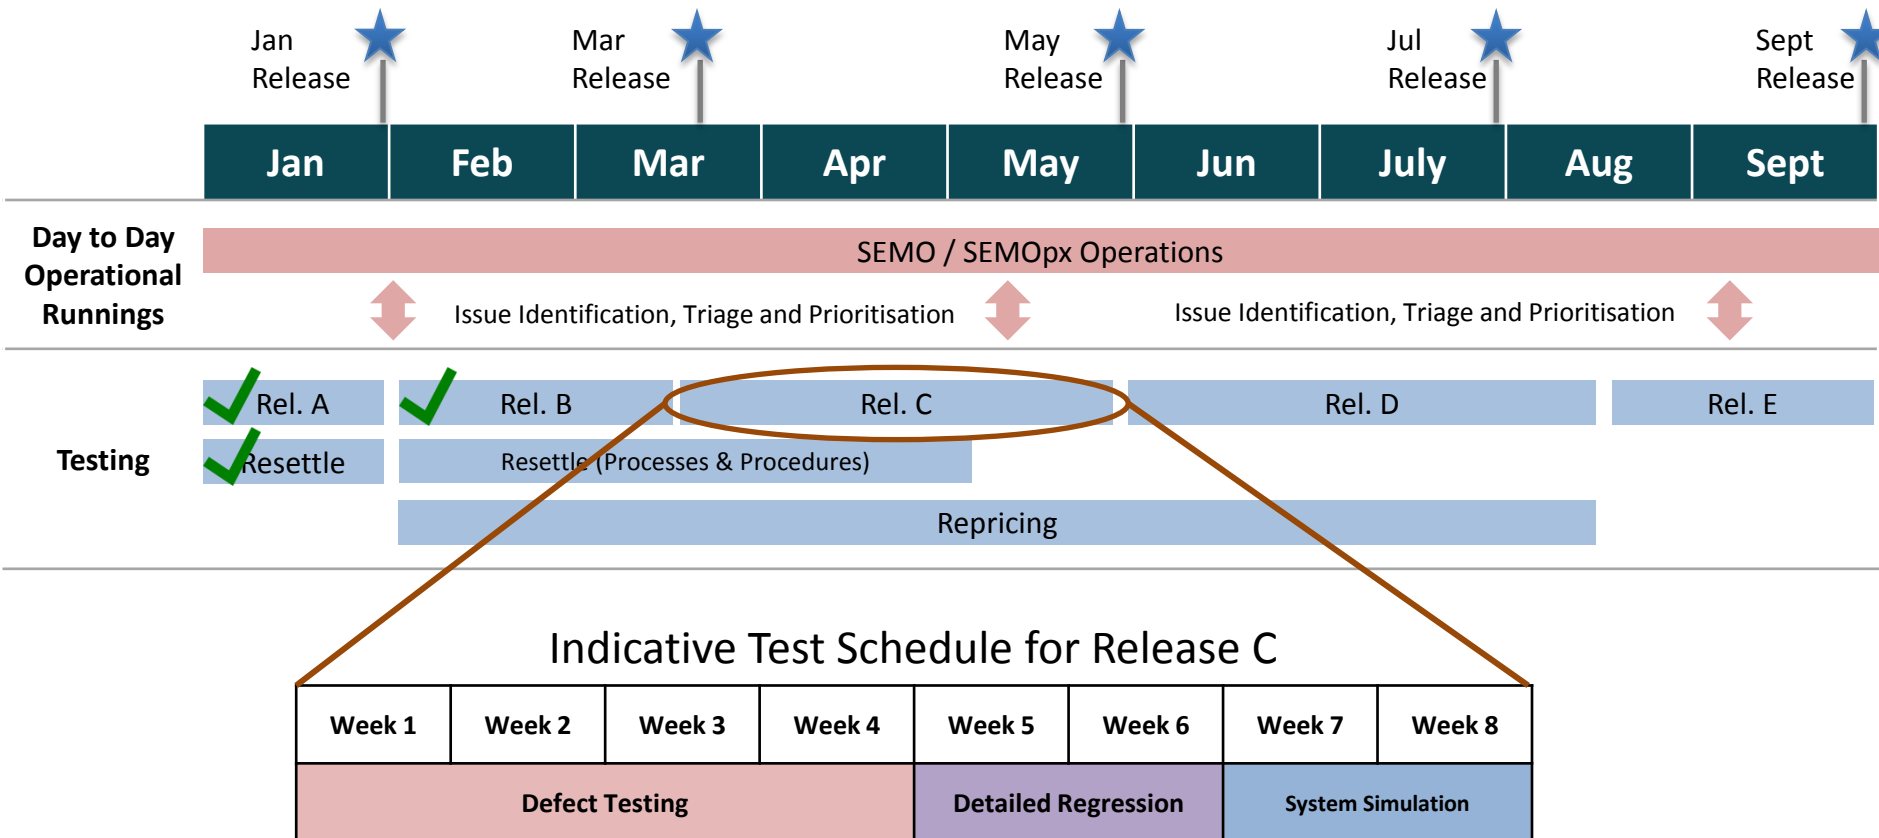 Jan
Release
Mar
Release
May
Release
Jul
Release
Sept
Release
Jan Feb Mar Apr May Jun July Aug Sept
Day to Day
Operational
Runnings
SEMO / SEMOpx Operations
Issue Identification, Triage and Prioritisation
Issue Identification, Triage and Prioritisation
Testing
Rel. A
Rel. B
Rel. C
Rel. D
Rel. E
Resettle
Resettle (Processes & Procedures)
Repricing
Indicative Test Schedule for Release C
Week 1 Week 2 Week 3 Week 4 Week 5 Week 6 Week 7 Week 8
Defect Testing
Detailed Regression
System Simulation